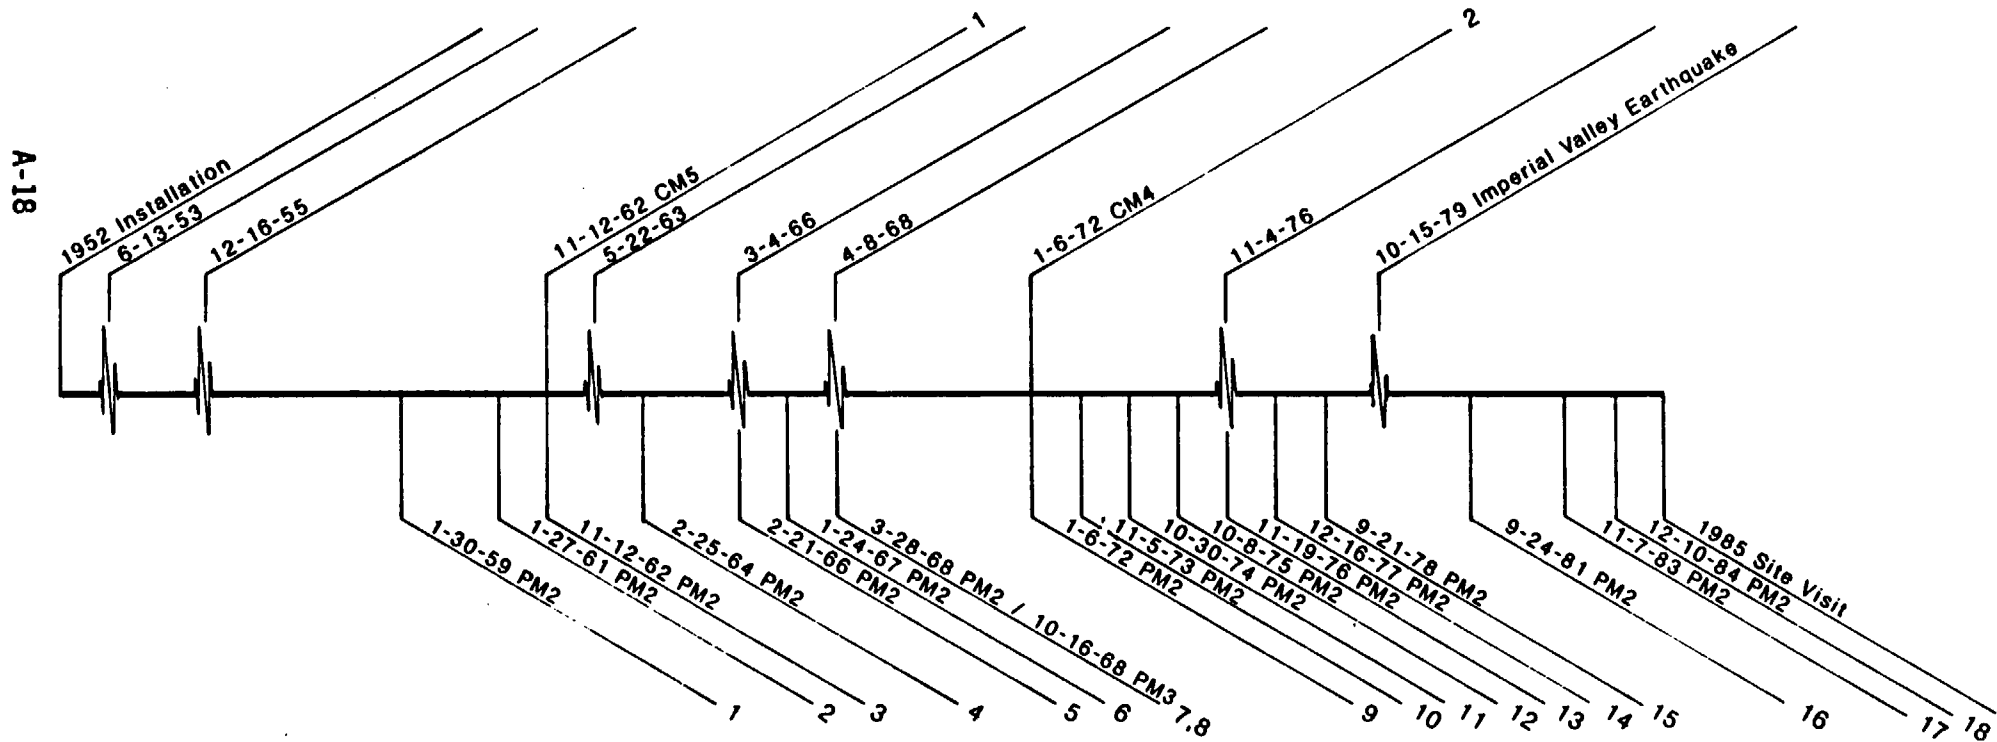 A-18
1952 Installation
6-13-53
12-16-55
11-12-62 CM5
1
5-22-63
3-4-66
4-8-68
1-6-72 CM4
2
11-4-76
10-15-79 Imperial Valley Earthquake
1-30-59 PM2
1
1-27-61 PM2
2
11-12-62 PM2
3
2-25-64 PM2
4
2-21-66 PM2
5
1-24-67 PM2
6
3-28-68 PM2 / 10-16-68 PM3
7,8
1-6-72 PM2
9
11-5-73 PM2
10
10-30-74 PM2
11
10-8-75 PM2
12
11-19-76 PM2
13
12-16-77 PM2
14
9-21-78 PM2
15
9-24-81 PM2
16
11-7-83 PM2
17
12-10-84 PM2
18
1985 Site Visit